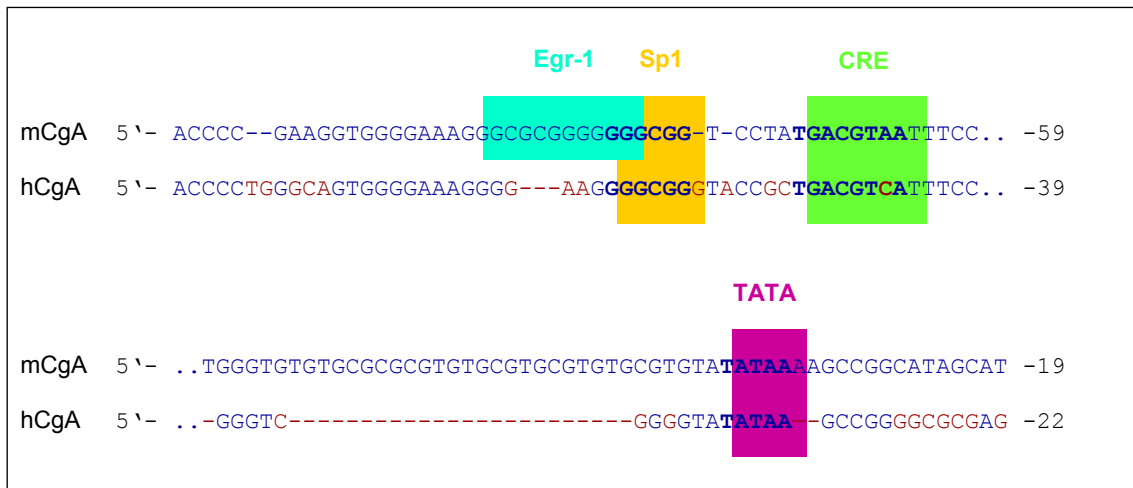 Egr-1 Sp1 CRE
mCgA 5‘- ACCCC--GAAGGTGGGGAAAGGGCGCGGGGGGGCGG-T-CCTATGACGTAATTTCC.. -59
hCgA 5‘- ACCCCTGGGCAGTGGGGAAAGGGG---AAGGGGCGGGTACCGCTGACGTCATTTCC.. -39
TATA
mCgA 5‘- ..TGGGTGTGTGCGCGCGTGTGCGTGCGTGTGCGTGTATATAAAAGCCGGCATAGCAT -19
hCgA 5‘- ..-GGGTC------------------------GGGGTATATAA--GCCGGGGCGCGAG -22